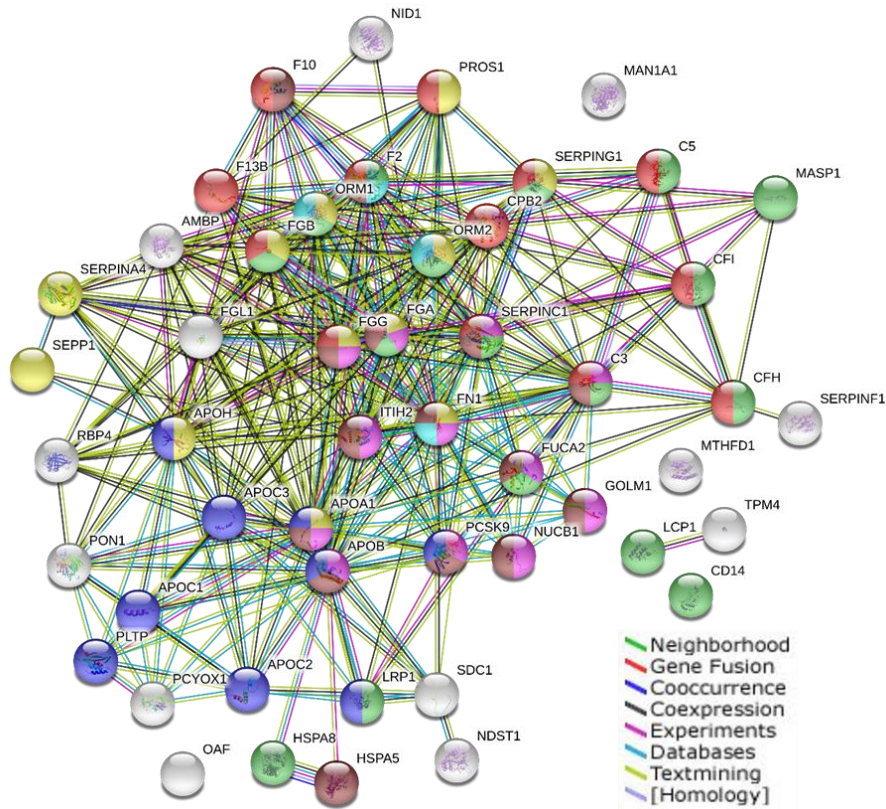 NID1
F10
PROS1
MAN1A1
F13B
F2
SERPING1
C5
MASP1
ORM1
CPB2
AMBP
FGB
ORM2
SERPINA4
CFI
FGL1
FGG
FGA
SERPINC1
SEPP1
C3
CFH
SERPINF1
APOH
ITIH2
FN1
RBP4
FUCA2
MTHFD1
GOLM1
APOC3
APOA1
PCSK9
NUCB1
LCP1
TPM4
PON1
APOB
APOC1
CD14
PLTP
PCYOX1
APOC2
LRP1
SDC1
OAF
HSPA8
HSPA5
NDST1
Neighborhood
Gene Fusion
Cooccurrence
Coexpression
Experiments
Databases
Textmining
[Homology]